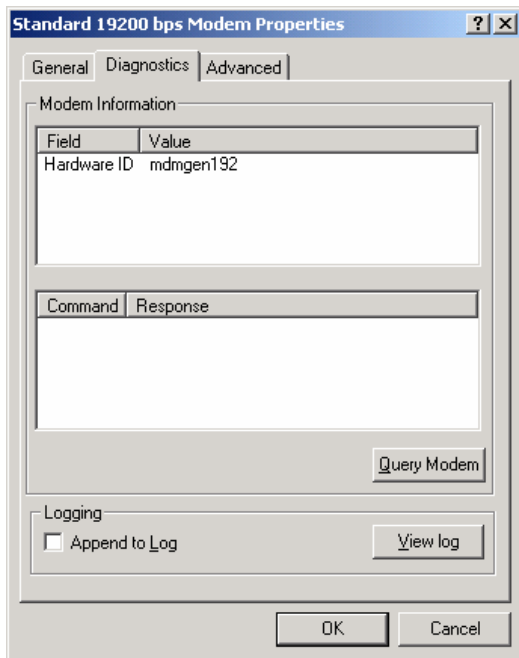 Standard 19200 bps Modem Properties ? X
General Diagnostics Advanced
Modem Information
Field Value
Hardware ID mdmgen192
Command Response
Query Modem
Logging
Append to Log View log
OK Cancel